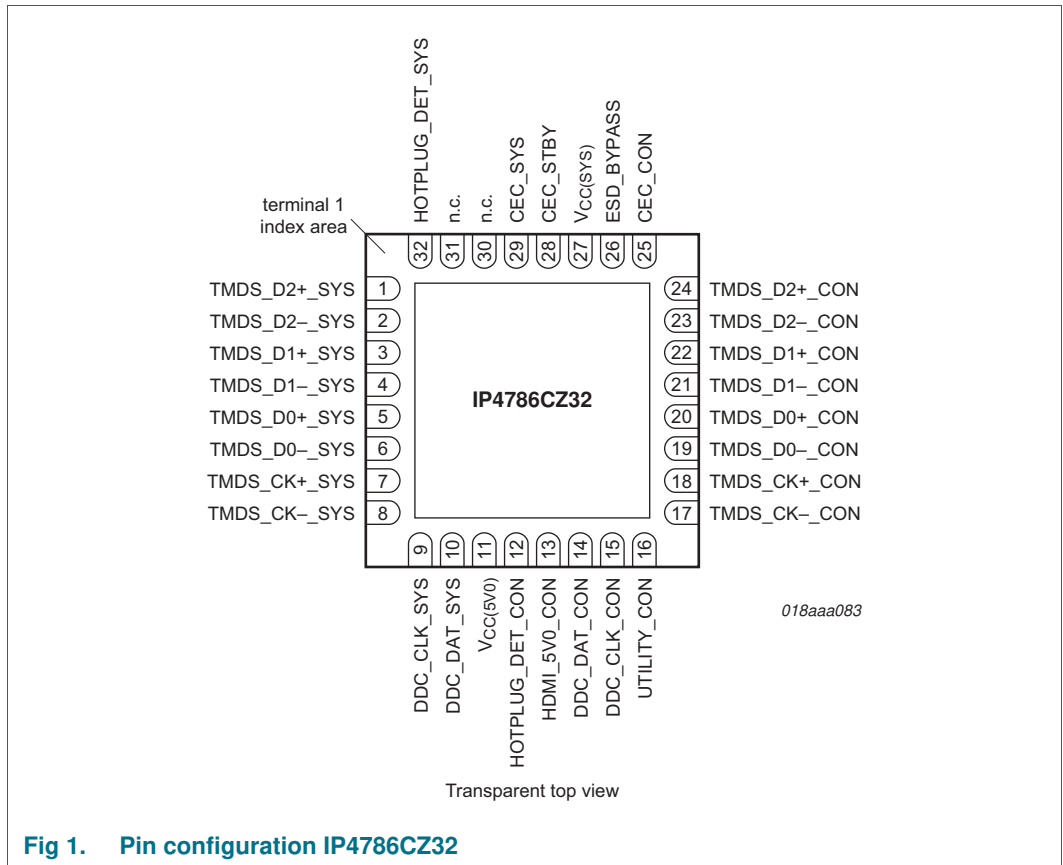 HOTPLUG_DET_SYS
n.c.
n.c.
CEC_SYS
CEC_STBY
VCC(SYS)
ESD_BYPASS
CEC_CON
terminal 1
index area
32
31
30
29
28
27
26
25
TMDS_D2+_SYS 1
TMDS_D2–_SYS 2
TMDS_D1+_SYS 3
TMDS_D1–_SYS 4
TMDS_D0+_SYS 5
TMDS_D0–_SYS 6
TMDS_CK+_SYS 7
TMDS_CK–_SYS 8
IP4786CZ32
24 TMDS_D2+_CON
23 TMDS_D2–_CON
22 TMDS_D1+_CON
21 TMDS_D1–_CON
20 TMDS_D0+_CON
19 TMDS_D0–_CON
18 TMDS_CK+_CON
17 TMDS_CK–_CON
9
10
11
12
13
14
15
16
DDC_CLK_SYS
DDC_DAT_SYS
VCC(5V0)
HOTPLUG_DET_CON
HDMI_5V0_CON
DDC_DAT_CON
DDC_CLK_CON
UTILITY_CON
018aaa083
Transparent top view
Fig 1. Pin configuration IP4786CZ32